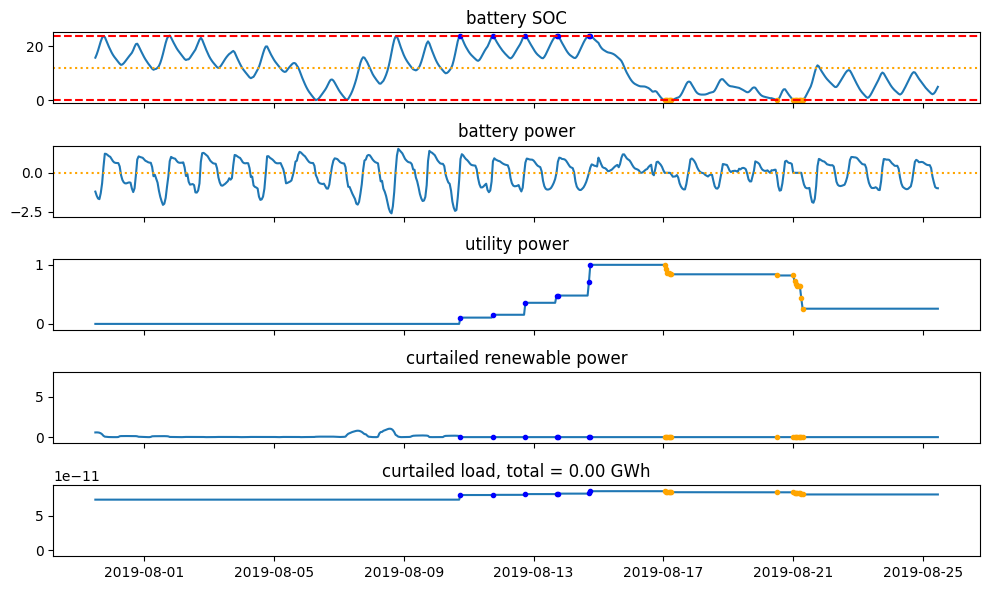 battery SOC
20
0
battery power
0.0
−2.5
utility power
1
0
curtailed renewable power
5
0
curtailed load, total = 0.00 GWh
1e−11
5
0
2019-08-01 2019-08-05 2019-08-09 2019-08-13 2019-08-17 2019-08-21 2019-08-25